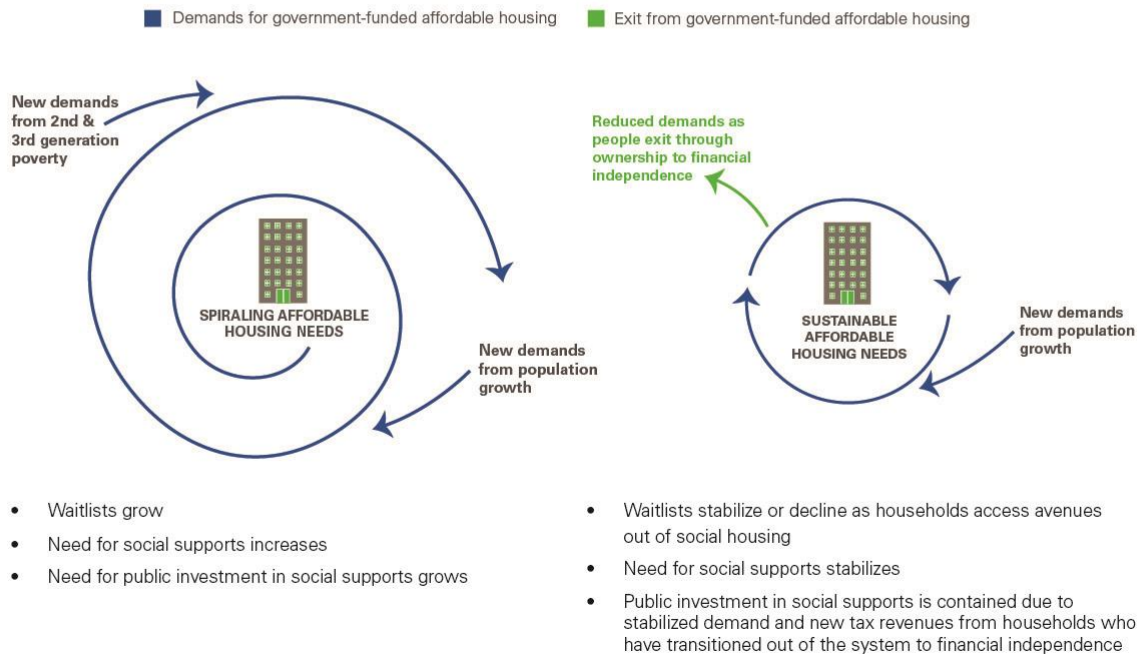 Demands for government-funded affordable housing
Exit from government-funded affordable housing
New demands
from 2nd &
3rd generation
poverty
SPIRALING AFFORDABLE
HOUSING NEEDS
New demands
from population
growth
Reduced demands as
people exit through
ownership to financial
independence
SUSTAINABLE
AFFORDABLE
HOUSING NEEDS
New demands
from population
growth
• Waitlists grow
• Need for social supports increases
• Need for public investment in social supports grows
• Waitlists stabilize or decline as households access avenues
out of social housing
• Need for social supports stabilizes
• Public investment in social supports is contained due to
stabilized demand and new tax revenues from households who
have transitioned out of the system to financial independence